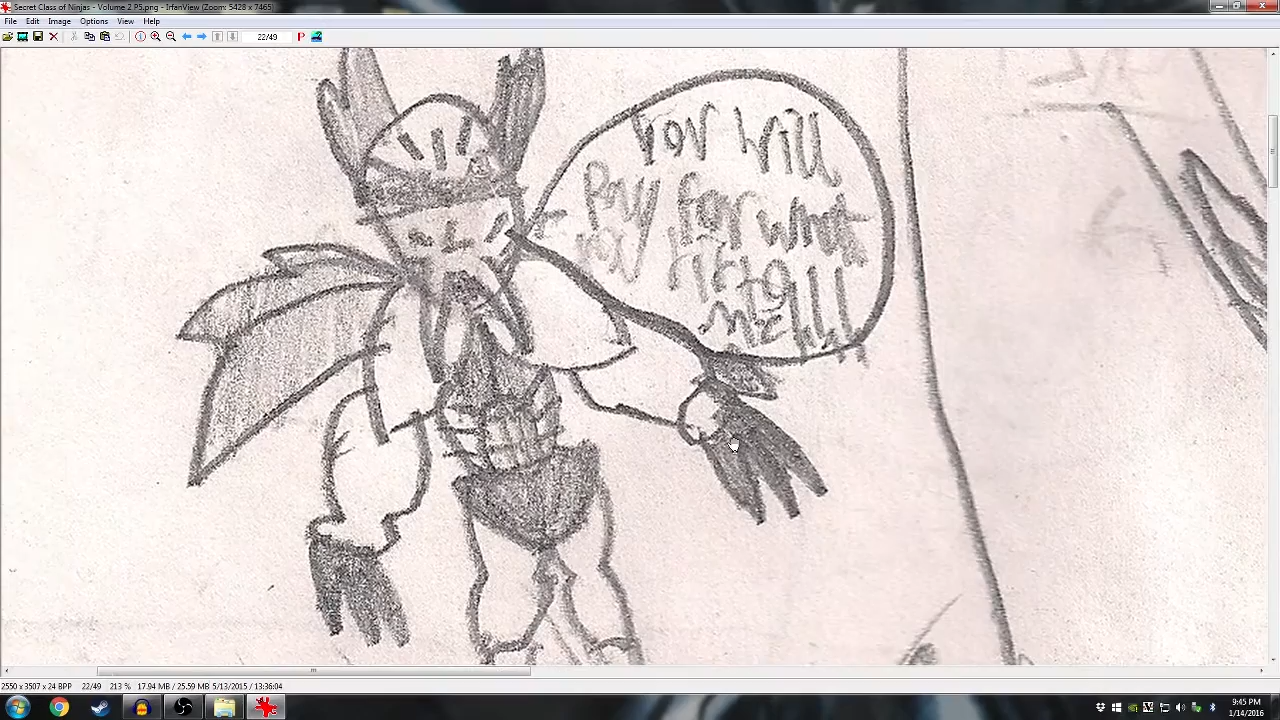 Secret Class of Ninjas - Volume 2 P5.png - IrfanView (Zoom: 5428 x 7465)
File Edit Image Options View Help
22/49
You will
Pay for what
you did to
ME!!!
2550 x 3507 x 24 BPP 22/49 213 % 17.94 MB / 25.59 MB 5/13/2015 / 13:36:04
9:45 PM
1/14/2016